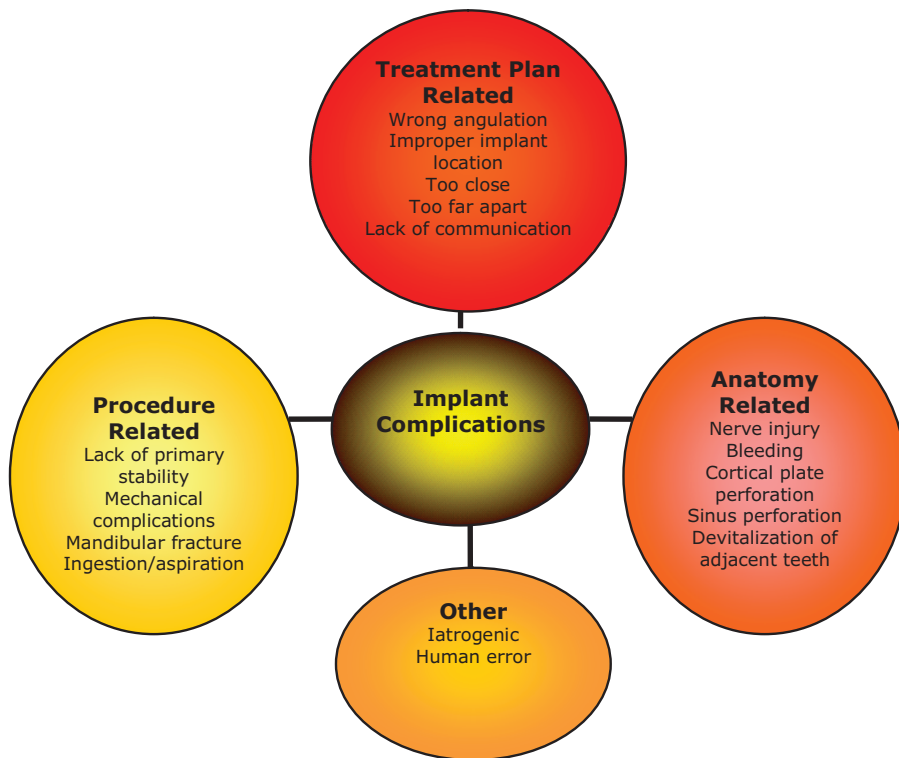 Treatment Plan
Related
Wrong angulation
Improper implant
location
Too close
Too far apart
Lack of communication
Implant
Complications
Procedure
Related
Lack of primary
stability
Mechanical
complications
Mandibular fracture
Ingestion/aspiration
Anatomy
Related
Nerve injury
Bleeding
Cortical plate
perforation
Sinus perforation
Devitalization of
adjacent teeth
Other
Iatrogenic
Human error